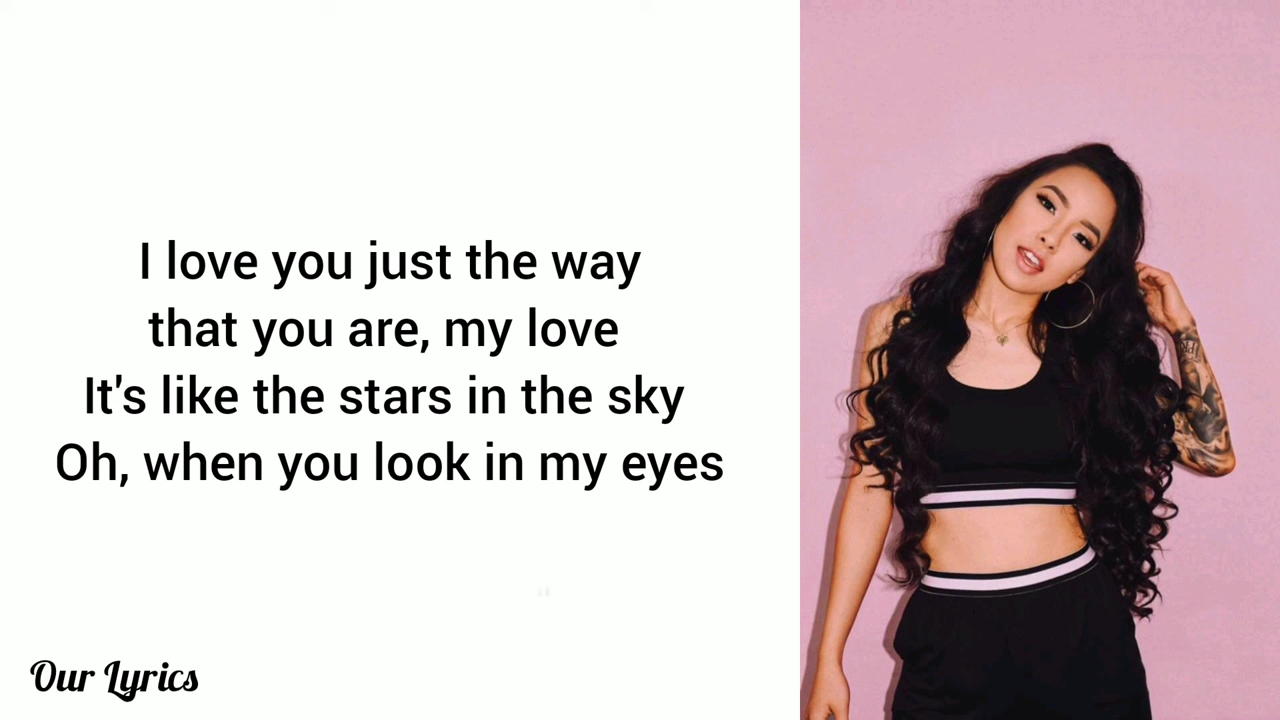 I love you just the way
that you are, my love
It's like the stars in the sky
Oh, when you look in my eyes
Our Lyrics